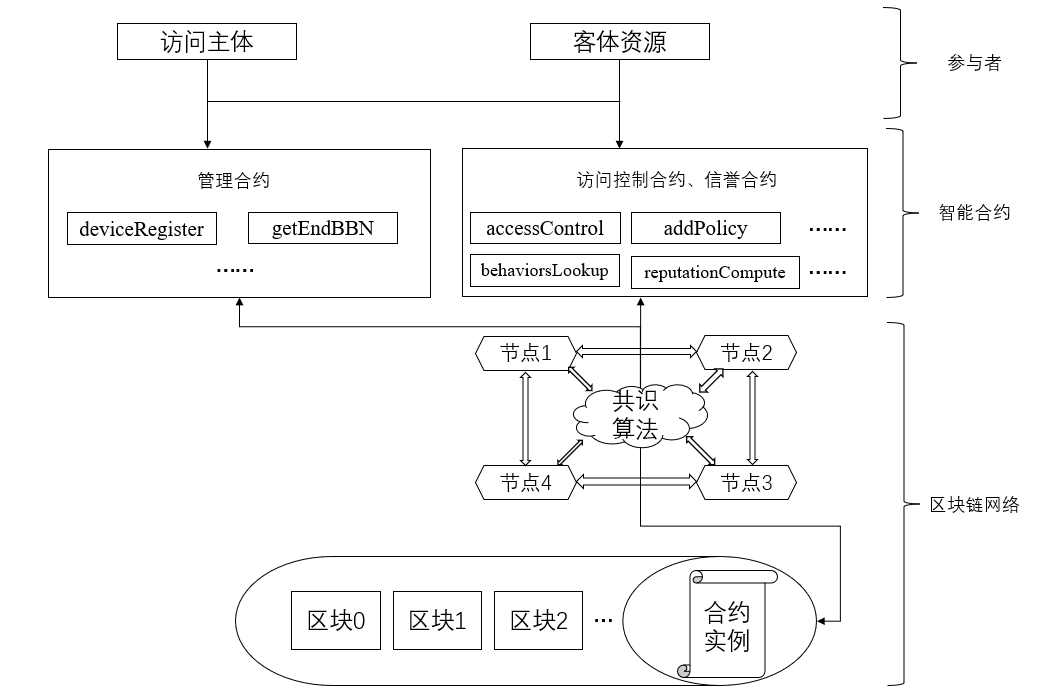 访问主体
客体资源
参与者
管理合约
deviceRegister
getEndBBN
……
访问控制合约、信誉合约
accessControl
addPolicy
……
behaviorsLookup
reputationCompute
……
智能合约
节点1
节点2
共识
算法
节点4
节点3
区块链网络
区块0
区块1
区块2
…
合约
实例